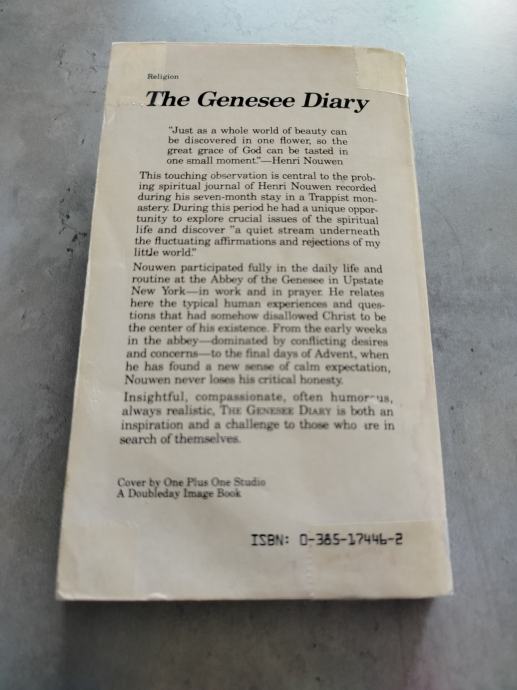 Religion
The Genesee Diary
"Just as a whole world of beauty can
be discovered in one flower, so the
great grace of God can be tasted in
one small moment."—Henri Nouwen
This touching observation is central to the prob-
ing spiritual journal of Henri Nouwen recorded
during his seven-month stay in a Trappist mon-
astery. During this period he had a unique oppor-
tunity to explore crucial issues of the spiritual
life and discover "a quiet stream underneath
the fluctuating affirmations and rejections of my
little world."
Nouwen participated fully in the daily life and
routine at the Abbey of the Genesee in Upstate
New York—in work and in prayer. He relates
here the typical human experiences and ques-
tions that had somehow disallowed Christ to be
the center of his existence. From the early weeks
in the abbey—dominated by conflicting desires
and concerns—to the final days of Advent, when
he has found a new sense of calm expectation,
Nouwen never loses his critical honesty.
Insightful, compassionate, often humorous,
always realistic, THE GENESEE DIARY is both an
inspiration and a challenge to those who are in
search of themselves.
Cover by One Plus One Studio
A Doubleday Image Book
ISBN: 0-385-17446-2